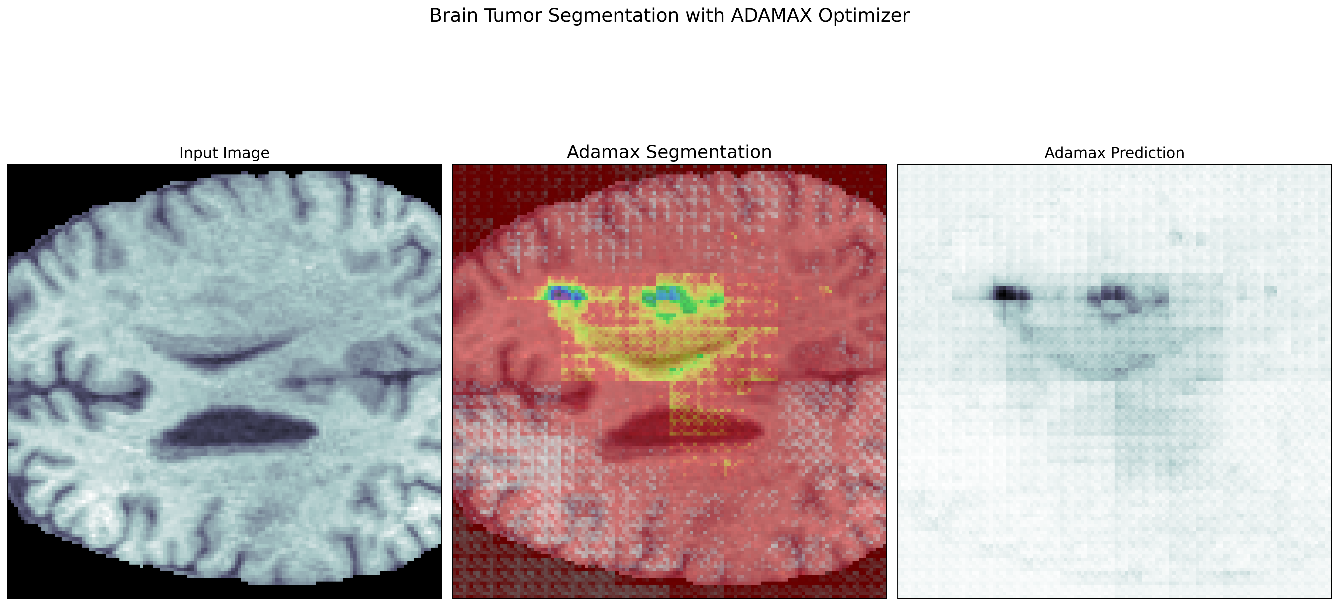 Brain Tumor Segmentation with ADAMAX Optimizer
Input Image
Adamax Segmentation
Adamax Prediction